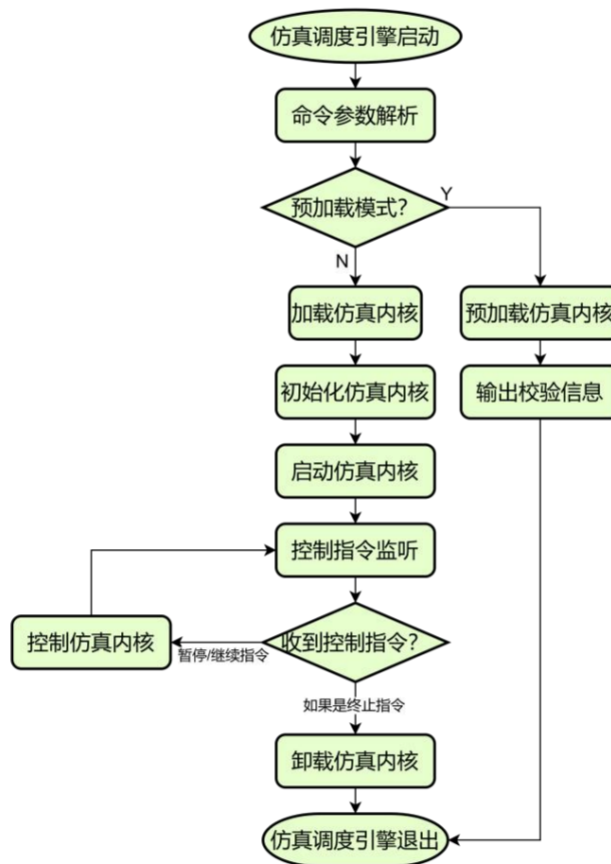 仿真调度引擎启动
命令参数解析
预加载模式?
Y
N
加载仿真内核
预加载仿真内核
初始化仿真内核
输出校验信息
启动仿真内核
控制指令监听
控制仿真内核
暂停/继续指令
收到控制指令?
如果是终止指令
卸载仿真内核
仿真调度引擎退出